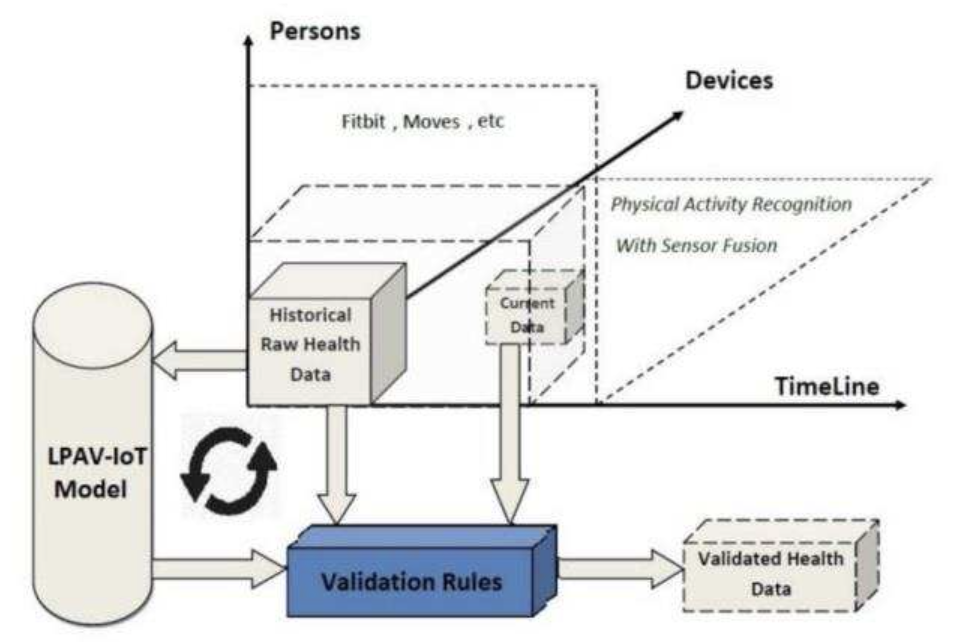 Persons
Devices
Fitbit , Moves , etc
Physical Activity Recognition
With Sensor Fusion
Historical
Raw Health
Data
Current
Data
TimeLine
LPAV-IoT
Model
Validation Rules
Validated Health
Data